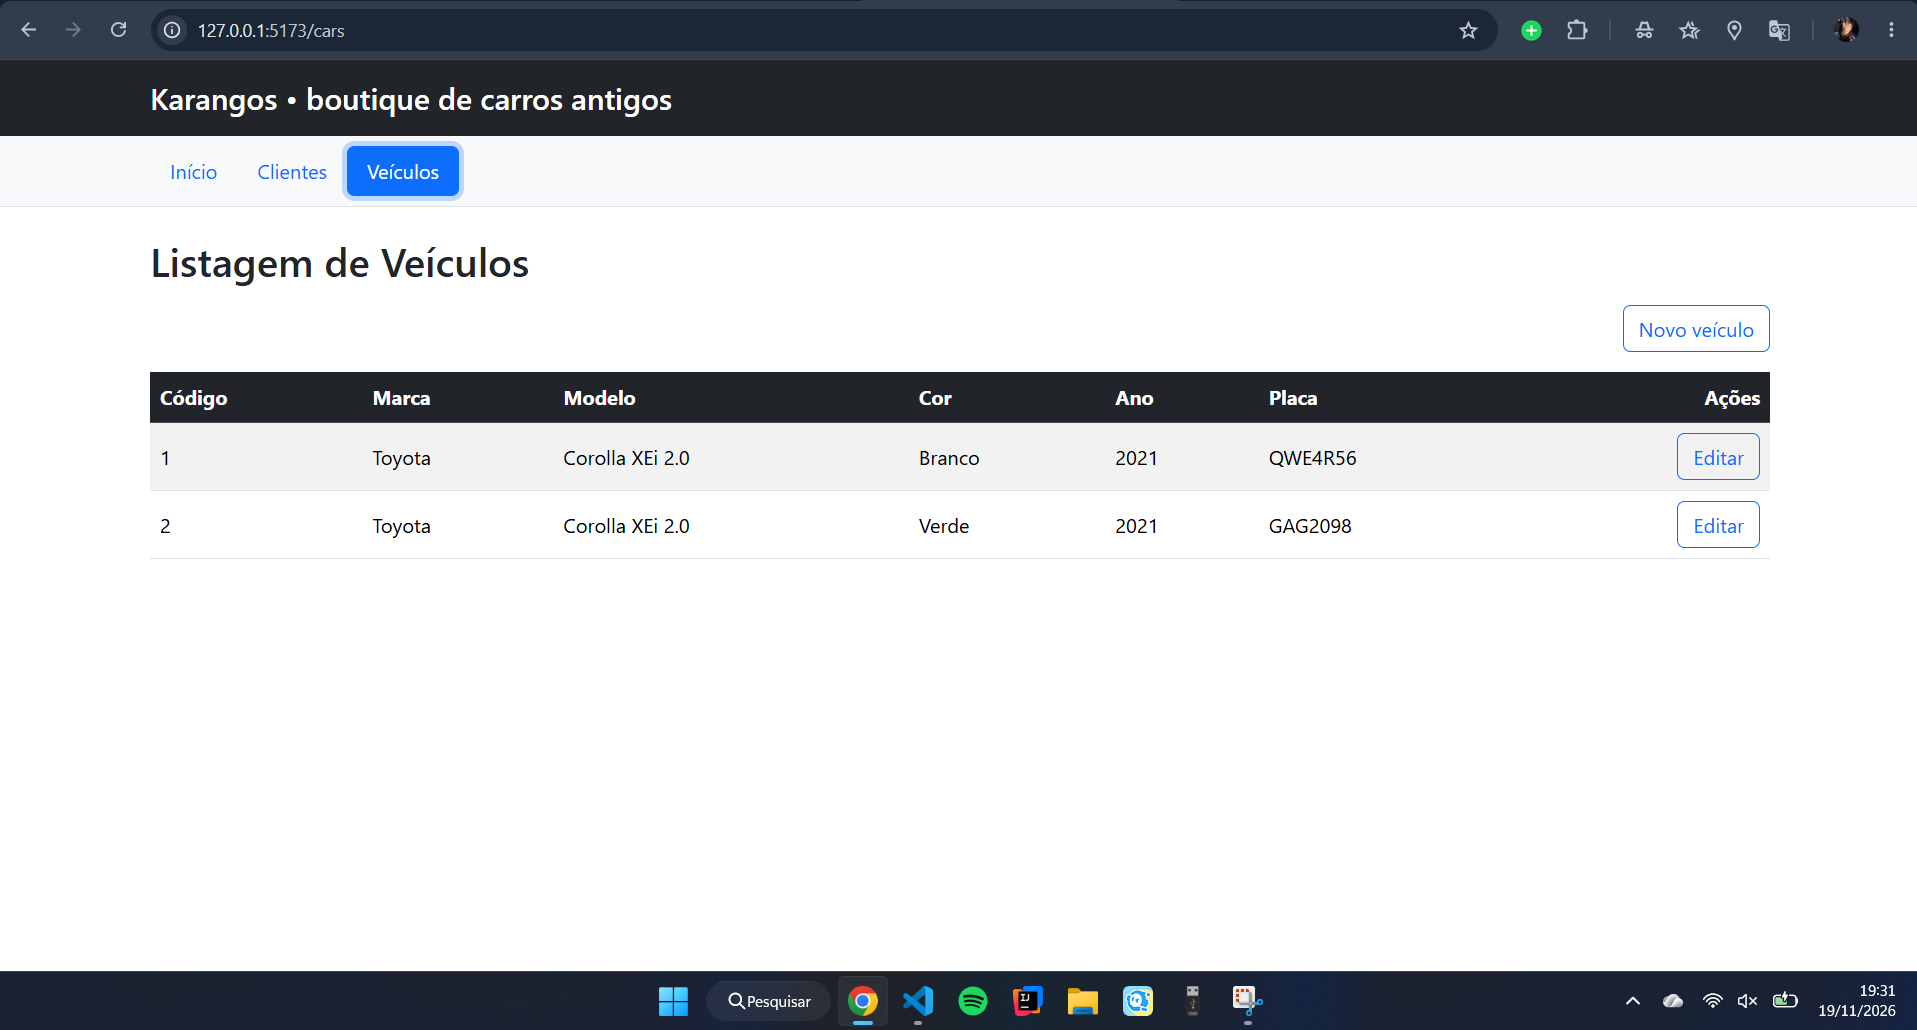 127.0.0.1:5173/cars
Karangos • boutique de carros antigos
Início Clientes Veículos
Listagem de Veículos
Novo veículo
Código Marca Modelo Cor Ano Placa Ações
1 Toyota Corolla XEi 2.0 Branco 2021 QWE4R56 Editar
2 Toyota Corolla XEi 2.0 Verde 2021 GAG2098 Editar
Pesquisar
19:31
19/11/2026